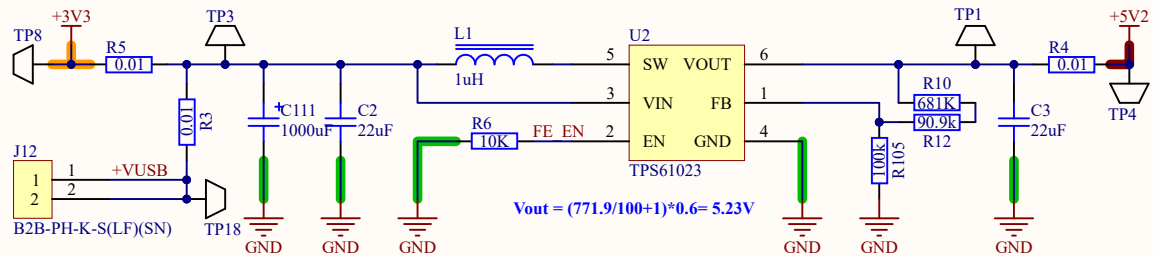 +3V3
TP8
R5
0.01
TP3
L1
1uH
U2
5
SW
VOUT
6
3
VIN
FB
1
2
EN
GND
4
TPS61023
TP1
R4
0.01
+5V2
TP4
R10
681K
90.9k
R12
C3
22uF
100k
R105
0.01
R3
+
C111
1000uF
C2
22uF
R6
10K
FE_EN
J12
1
2
1
2
+VUSB
B2B-PH-K-S(LF)(SN)
TP18
Vout = (771.9/100+1)*0.6= 5.23V
GND
GND
GND
GND
GND
GND